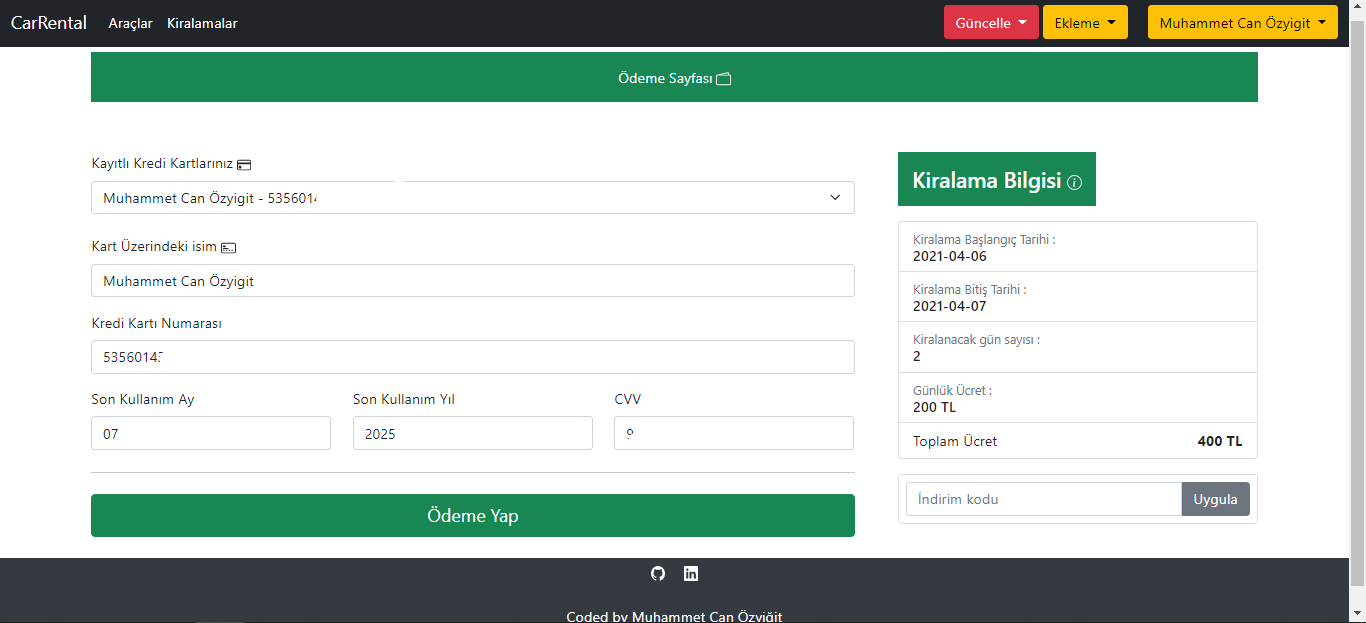 CarRental Araçlar Kiralamalar Güncelle Ekleme Muhammet Can Özyigit
Ödeme Sayfası
Kayıtlı Kredi Kartlarınız
Muhammet Can Özyigit - 535601
Kart Üzerindeki isim
Muhammet Can Özyigit
Kredi Kartı Numarası
5356014
Son Kullanım Ay Son Kullanım Yıl CVV
07 2025
Ödeme Yap
Kiralama Bilgisi
Kiralama Başlangıç Tarihi :
2021-04-06
Kiralama Bitiş Tarihi :
2021-04-07
Kiralanacak gün sayısı :
2
Günlük Ücret :
200 TL
Toplam Ücret 400 TL
İndirim kodu Uygula
Coded by Muhammet Can Özyiğit